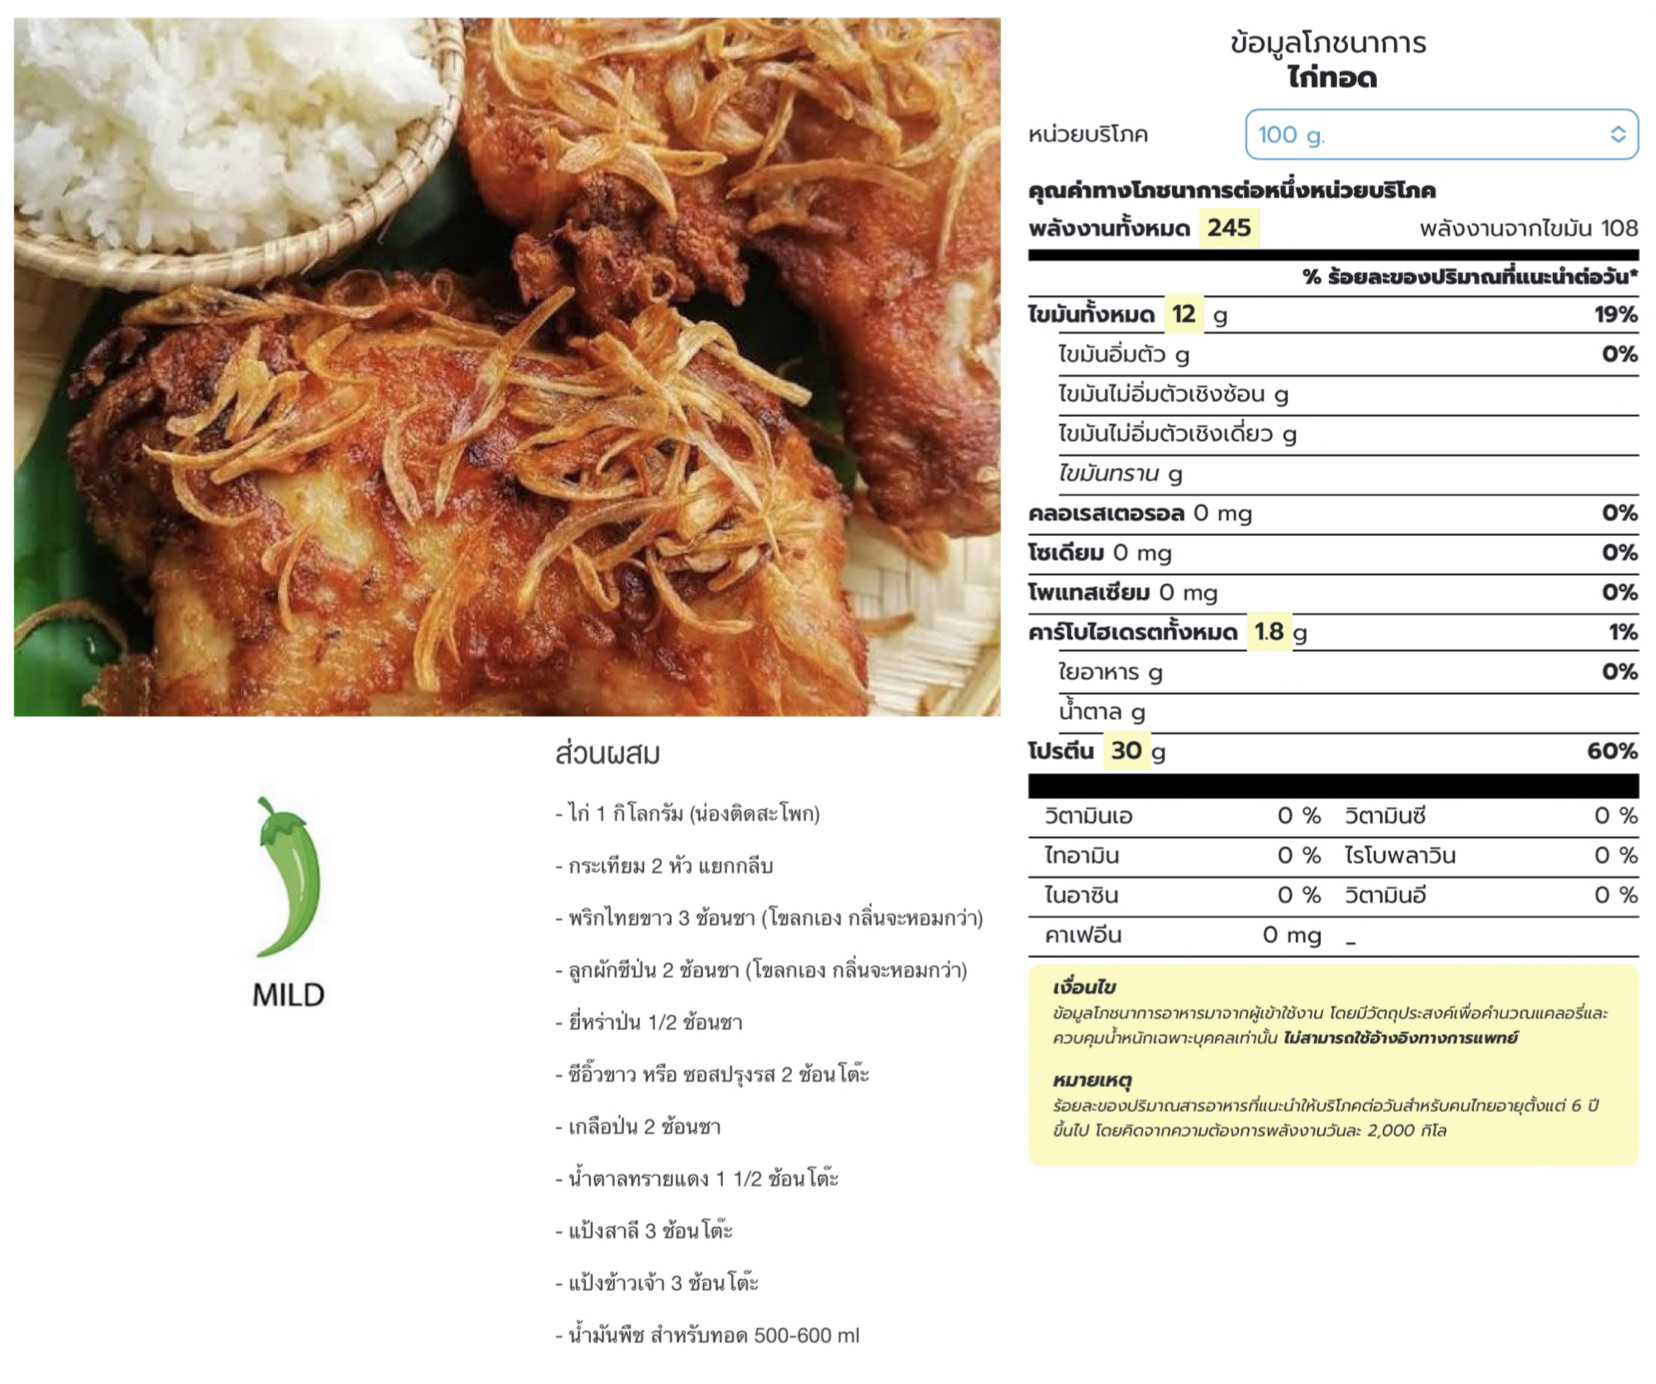 ข้อมูลโภชนาการ
ไก่ทอด
หน่วยบริโภค 100 g.
คุณค่าทางโภชนาการต่อหนึ่งหน่วยบริโภค
พลังงานทั้งหมด 245 พลังงานจากไขมัน 108
% ร้อยละของปริมาณที่แนะนำต่อวัน*
ไขมันทั้งหมด 12 g 19%
ไขมันอิ่มตัว g 0%
ไขมันไม่อิ่มตัวเชิงซ้อน g
ไขมันไม่อิ่มตัวเชิงเดี่ยว g
ไขมันทราน g
คลอเรสเตอรอล 0 mg 0%
โซเดียม 0 mg 0%
โพแทสเซียม 0 mg 0%
คาร์โบไฮเดรตทั้งหมด 1.8 g 1%
ใยอาหาร g 0%
น้ำตาล g
โปรตีน 30 g 60%
วิตามินเอ 0 % วิตามินซี 0 %
ไทอามิน 0 % ไรโบพลาวิน 0 %
ไนอาซิน 0 % วิตามินอี 0 %
คาเฟอีน 0 mg _
เงื่อนไข
ข้อมูลโภชนาการอาหารมาจากผู้เข้าใช้งาน โดยมีวัตถุประสงค์เพื่อคำนวณแคลอรี่และ
ควบคุมน้ำหนักเฉพาะบุคคลเท่านั้น ไม่สามารถใช้อ้างอิงทางการแพทย์
หมายเหตุ
ร้อยละของปริมาณสารอาหารที่แนะนำให้บริโภคต่อวันสำหรับคนไทยอายุตั้งแต่ 6 ปี
ขึ้นไป โดยคิดจากความต้องการพลังงานวันละ 2,000 กิโล
MILD
ส่วนผสม
- ไก่ 1 กิโลกรัม (น่องติดสะโพก)
- กระเทียม 2 หัว แยกกลีบ
- พริกไทยขาว 3 ช้อนชา (โขลกเอง กลิ่นจะหอมกว่า)
- ลูกผักชีป่น 2 ช้อนชา (โขลกเอง กลิ่นจะหอมกว่า)
- ยี่หร่าป่น 1/2 ช้อนชา
- ซีอิ๊วขาว หรือ ซอสปรุงรส 2 ช้อนโต๊ะ
- เกลือป่น 2 ช้อนชา
- น้ำตาลทรายแดง 1 1/2 ช้อนโต๊ะ
- แป้งสาลี 3 ช้อนโต๊ะ
- แป้งข้าวเจ้า 3 ช้อนโต๊ะ
- น้ำมันพืช สำหรับทอด 500-600 ml